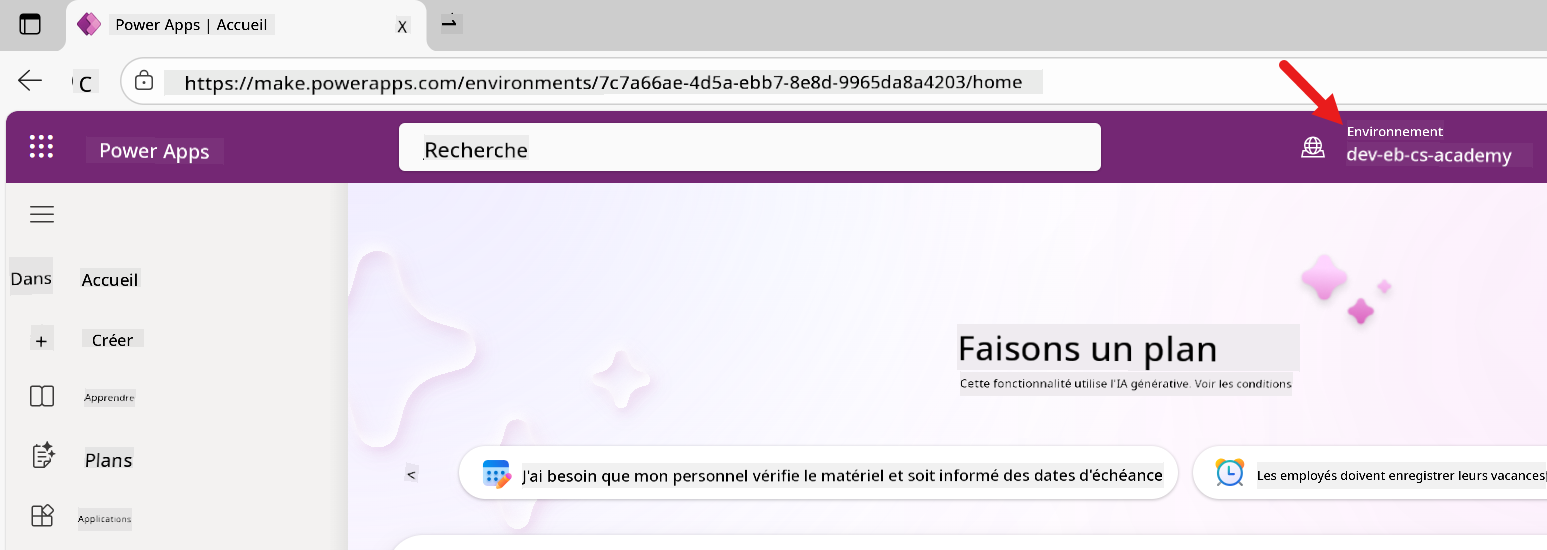 Power Apps | Accueil X
C https://make.powerapps.com/environments/7c7a66ae-4d5a-ebb7-8e8d-9965da8a4203/home
Power Apps
Recherche
Environnement
dev-eb-cs-academy
Dans Accueil
+ Créer
Apprendre
Plans
Applications
Faisons un plan
Cette fonctionnalité utilise l'IA générative. Voir les conditions
<
J'ai besoin que mon personnel vérifie le matériel et soit informé des dates d'échéance
Les employés doivent enregistrer leurs vacances